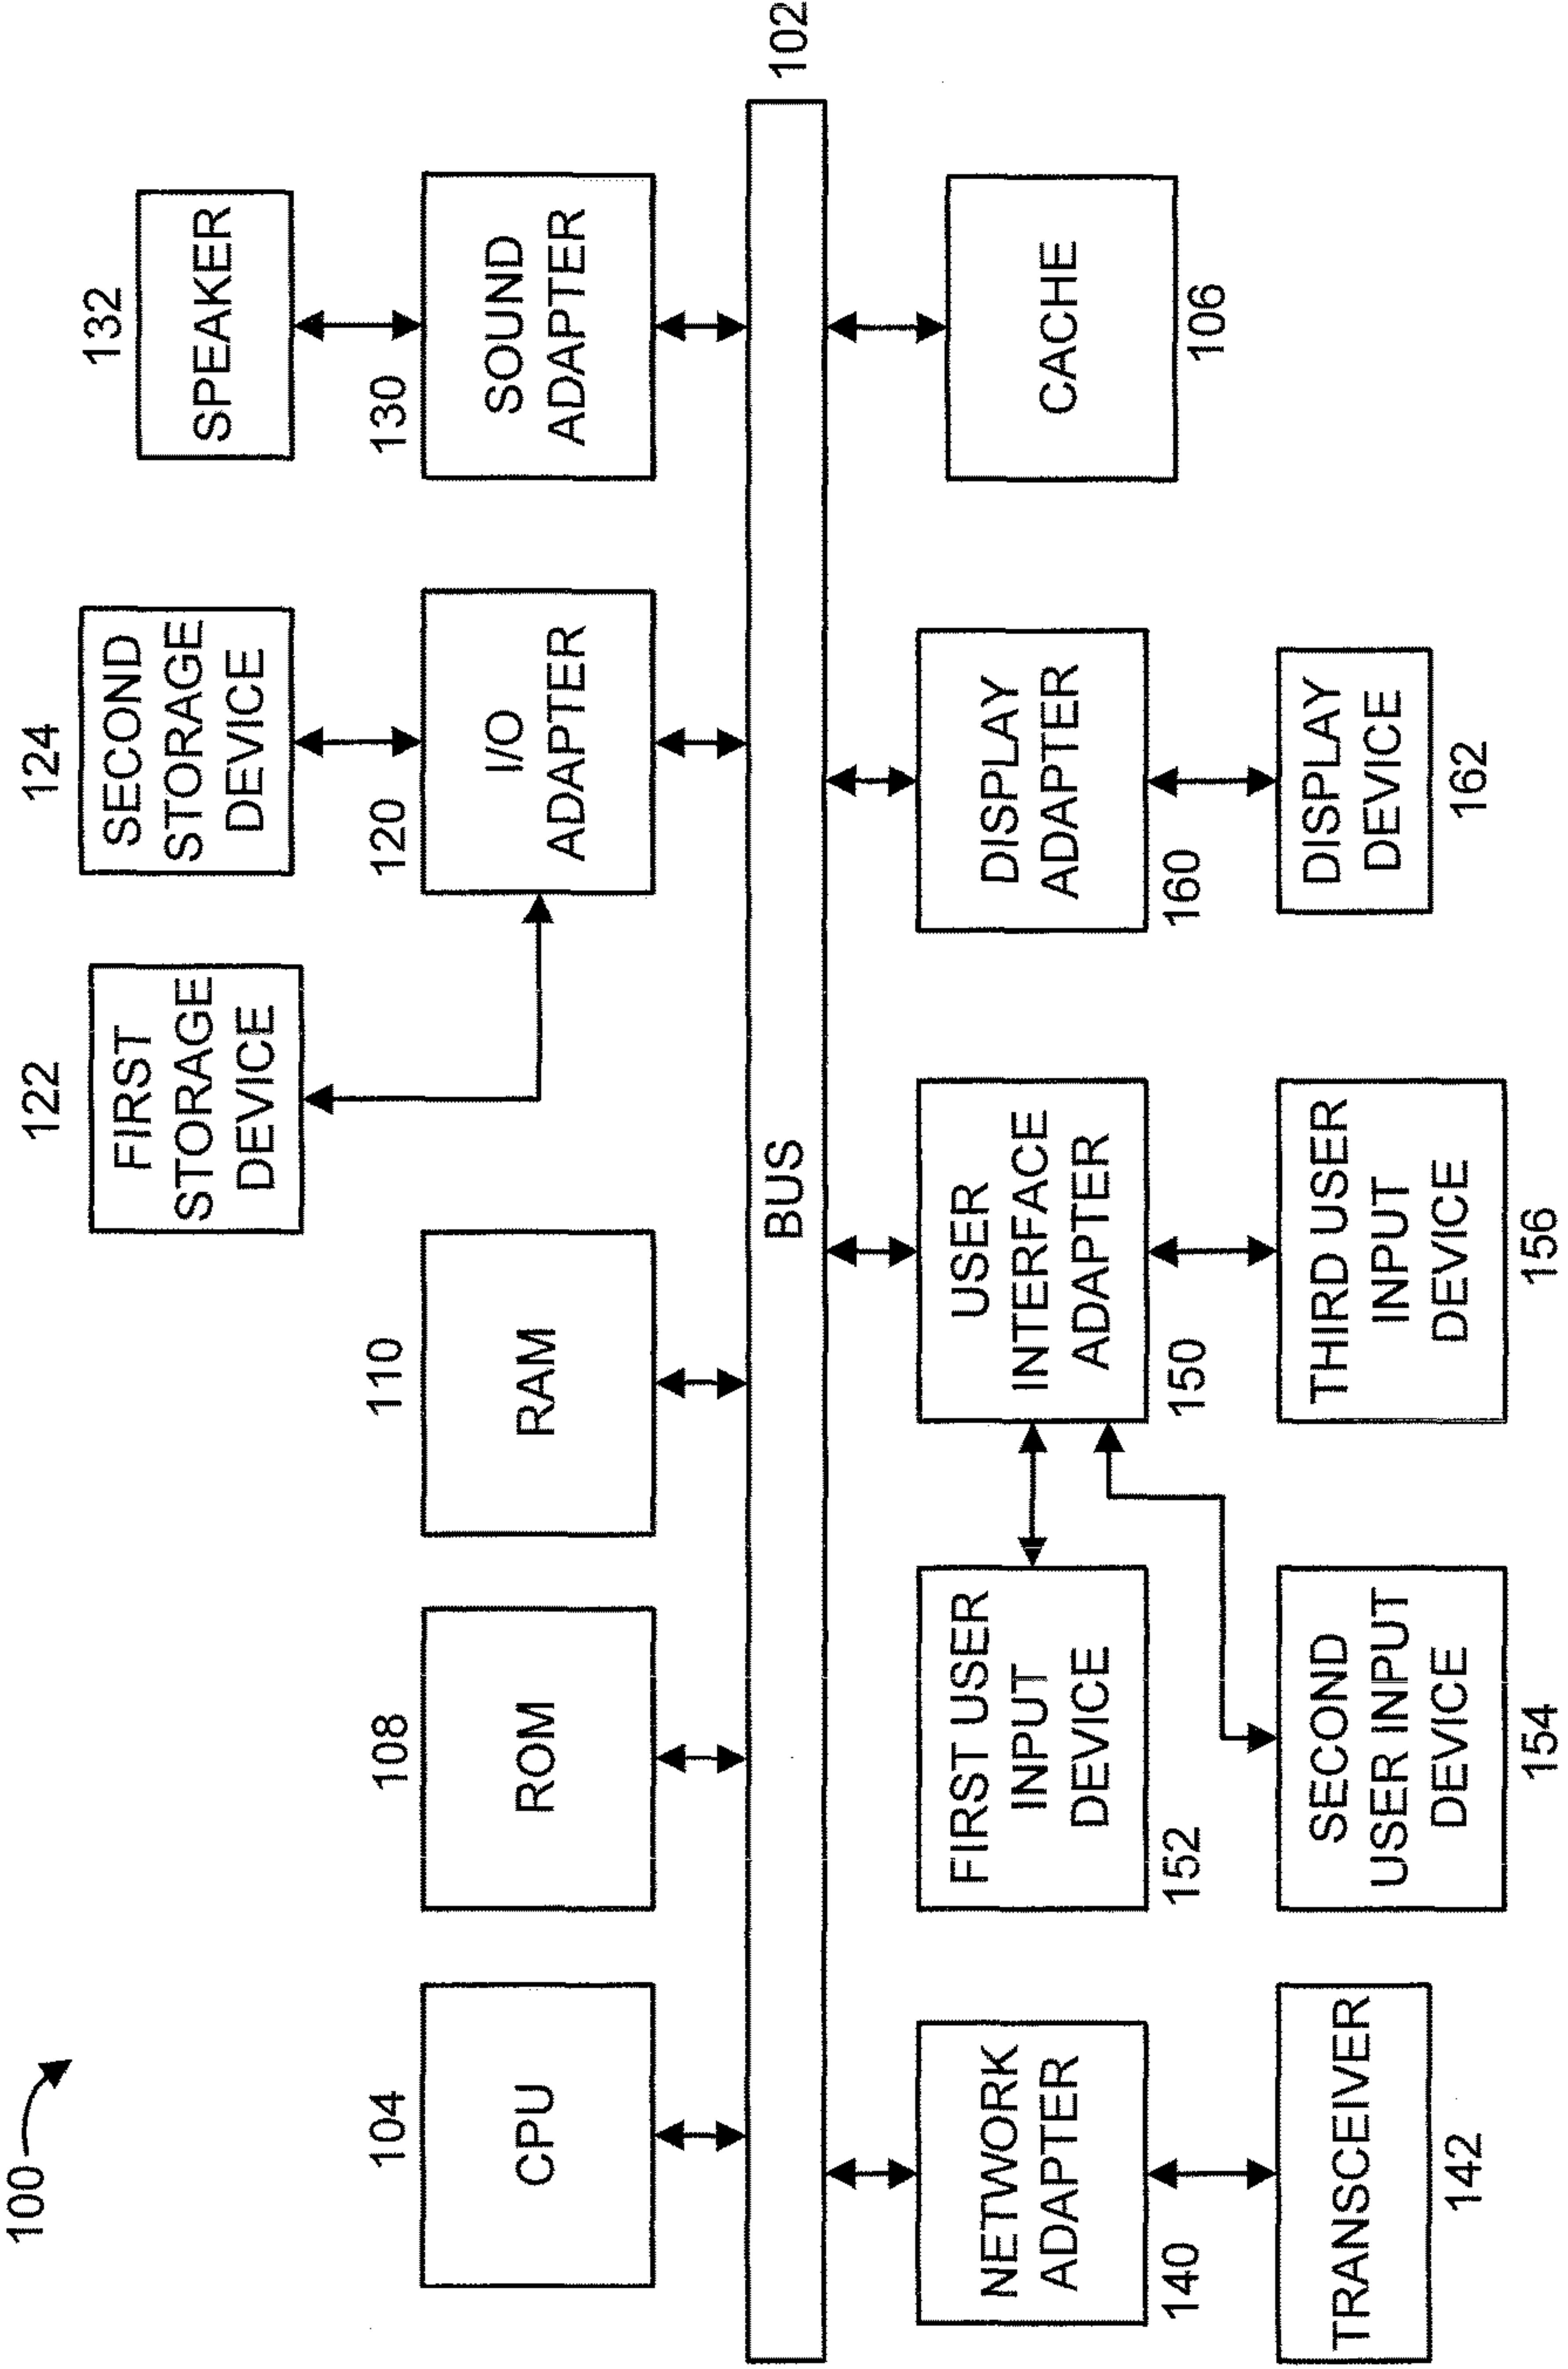 100
104
CPU
108
ROM
110
RAM
122
FIRST
STORAGE
DEVICE
124
SECOND
STORAGE
DEVICE
120
I/O
ADAPTER
132
SPEAKER
130
SOUND
ADAPTER
BUS
102
NETWORK
ADAPTER
140
TRANSCEIVER
142
FIRST USER
INPUT
DEVICE
152
SECOND
USER INPUT
DEVICE
154
USER
INTERFACE
ADAPTER
150
THIRD USER
INPUT
DEVICE
156
DISPLAY
ADAPTER
160
DISPLAY
DEVICE
162
CACHE
106